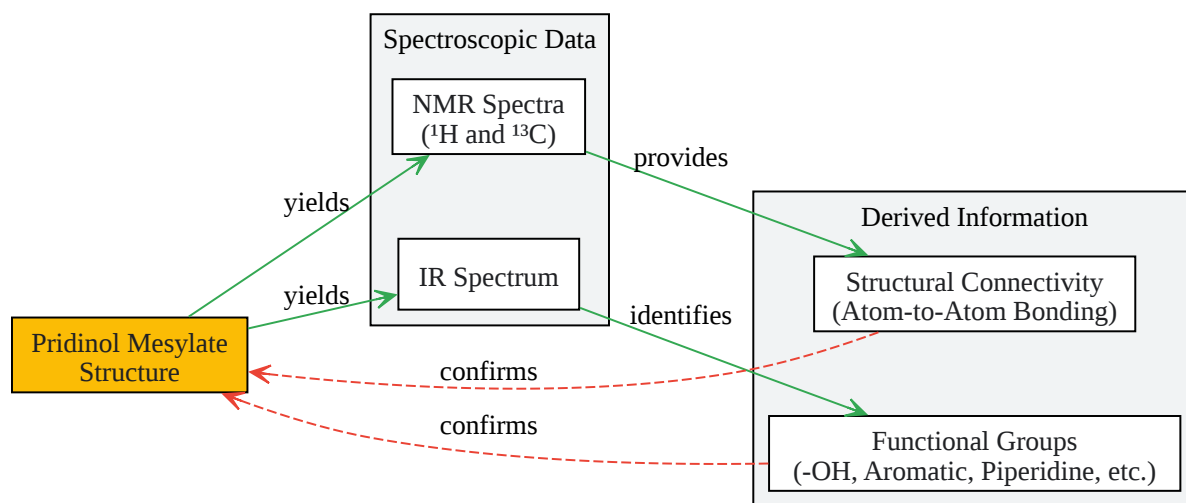 Spectroscopic Data
NMR Spectra
(¹H and ¹³C)
provides
yields
Derived Information
IR Spectrum
Structural Connectivity
(Atom-to-Atom Bonding)
yields
identifies
Pridinol Mesylate
Structure
confirms
confirms
Functional Groups
(-OH, Aromatic, Piperidine, etc.)